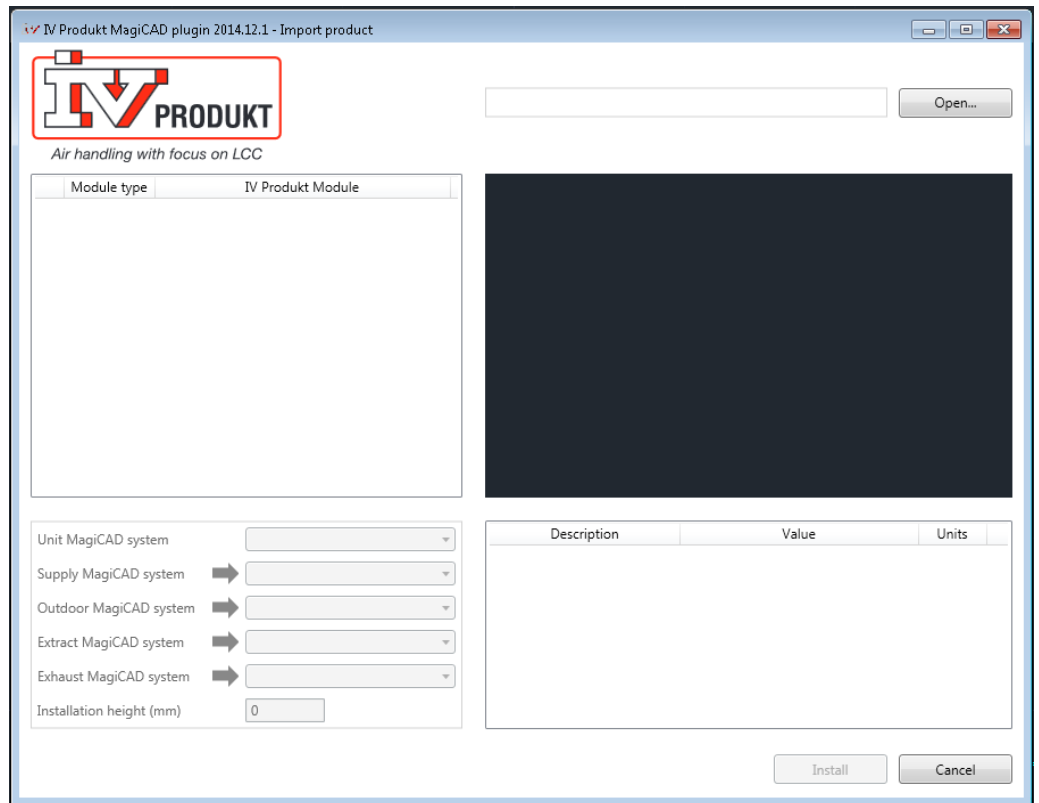 IV Produkt MagiCAD plugin 2014.12.1 - Import product
IV PRODUKT
Air handling with focus on LCC
Open...
Module type IV Produkt Module
Unit MagiCAD system
Supply MagiCAD system
Outdoor MagiCAD system
Extract MagiCAD system
Exhaust MagiCAD system
Installation height (mm) 0
Description Value Units
Install Cancel